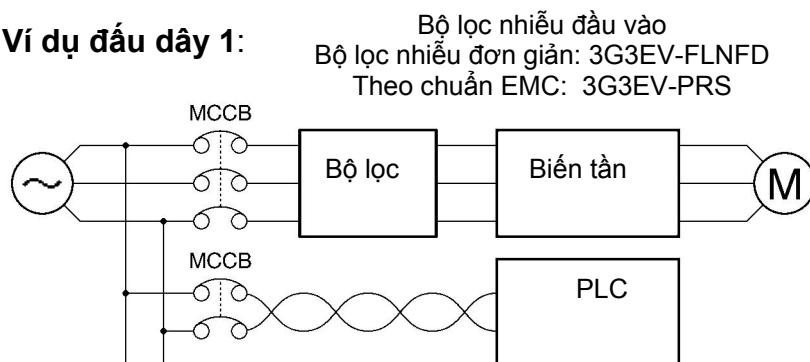 Ví dụ đấu dây 1:
Bộ lọc nhiễu đầu vào
Bộ lọc nhiễu đơn giản: 3G3EV-FLNFD
Theo chuẩn EMC: 3G3EV-PRS
MCCB
Bộ lọc
Biến tần
M
MCCB
PLC